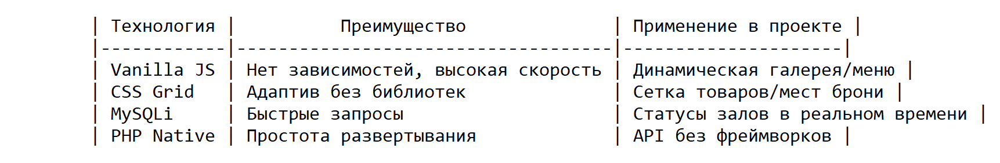 | Технология | Преимущество | Применение в проекте |
|------------|------------------------------------|---------------------|
| Vanilla JS | Нет зависимостей, высокая скорость | Динамическая галерея/меню |
| CSS Grid | Адаптив без библиотек | Сетка товаров/мест брони |
| MySQLi | Быстрые запросы | Статусы залов в реальном времени |
| PHP Native | Простота развертывания | API без фреймворков |